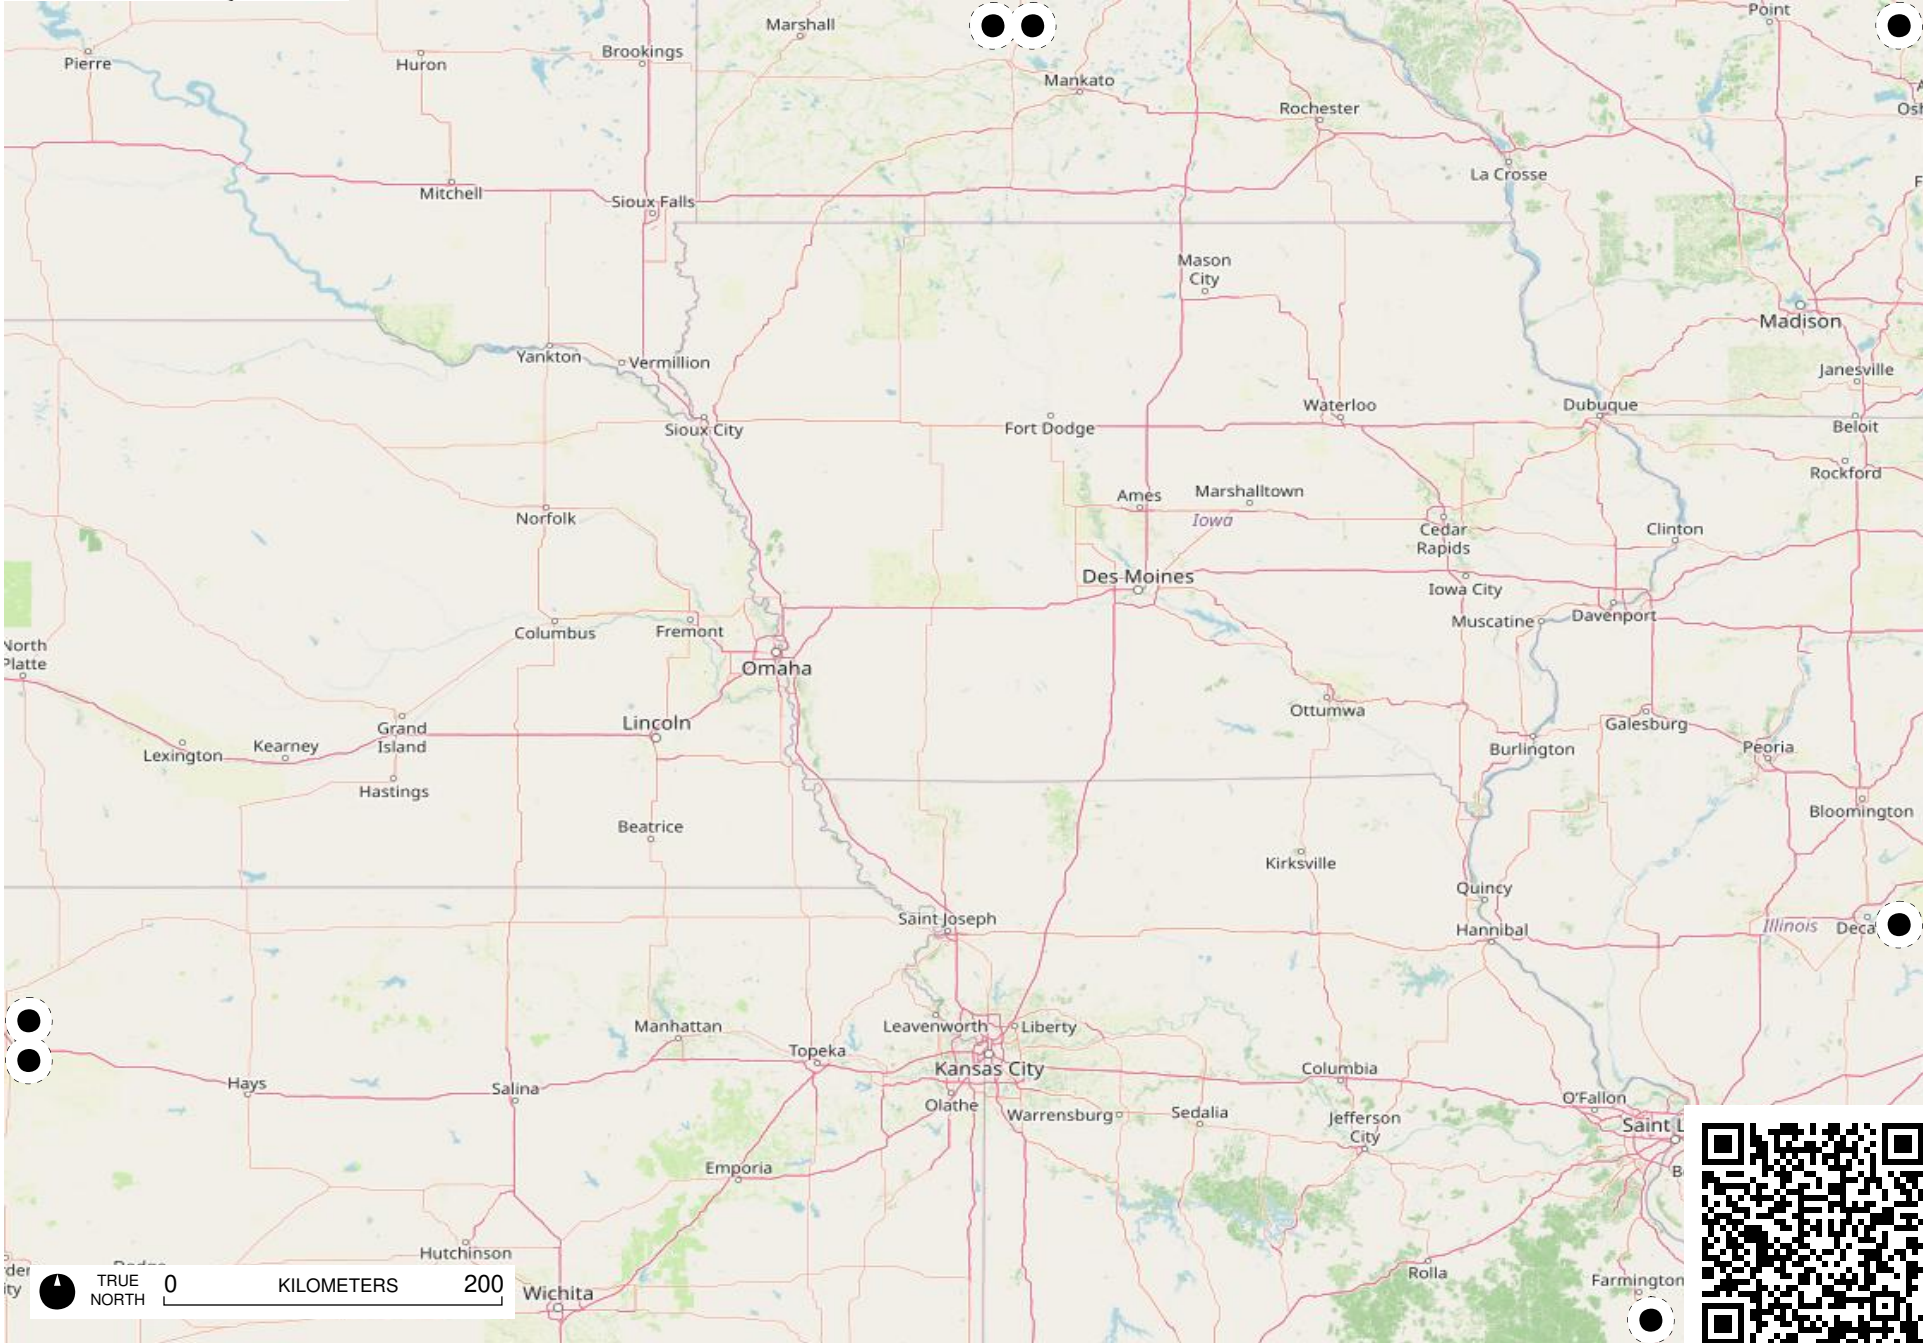 Point
Marshall
Pierre
Huron
Brookings
Mankato
Rochester
La Crosse
Mitchell
Sioux Falls
Mason
City
Madison
Yankton
Vermillion
Janesville
Sioux City
Fort Dodge
Waterloo
Dubuque
Beloit
Rockford
Norfolk
Ames
Marshalltown
Iowa
Cedar
Rapids
Clinton
Des Moines
Iowa City
Columbus
Fremont
Muscatine
Davenport
North
Platte
Omaha
Lincoln
Ottumwa
Galesburg
Grand
Island
Lexington
Kearney
Burlington
Peoria
Hastings
Bloomington
Beatrice
Kirksville
Quincy
Saint Joseph
Hannibal
Illinois
Deca
Manhattan
Leavenworth
Liberty
Topeka
Kansas City
Columbia
Hays
Salina
Olathe
Warrensburg
Sedalia
Jefferson
City
O'Fallon
Saint L
Emporia
Hutchinson
Wichita
Rolla
Farmington
TRUE
NORTH
0 KILOMETERS 200